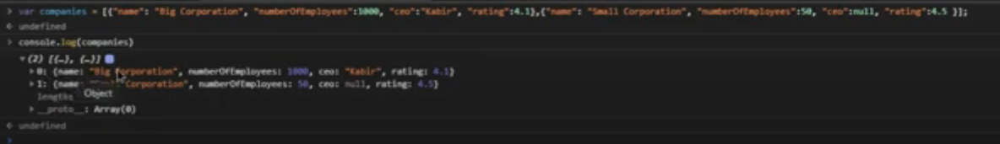 > var companies = [{"name": "Big Corporation", "numberOfEmployees":1000, "ceo":"Kabir", "rating":4.1},{"name": "Small Corporation", "numberOfEmployees":50, "ceo":null, "rating":4.5 }];
< undefined
> console.log(companies)
▼(2) [{…}, {…}]
▶0: {name: "Big Corporation", numberOfEmployees: 1000, ceo: "Kabir", rating: 4.1}
▶1: {name: Corporation", numberOfEmployees: 50, ceo: null, rating: 4.5}
length:
Object
▶__proto__: Array(0)
< undefined
>